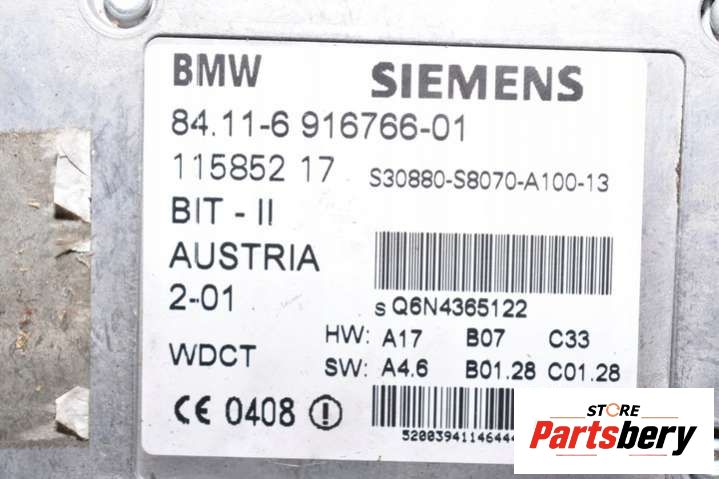 BMW SIEMENS
84.11-6 916766-01
115852 17 S30880-S8070-A100-13
BIT - II
AUSTRIA
2-01 s Q6N4365122
HW: A17 B07 C33
WDCT SW: A4.6 B01.28 C01.28
CE 0408
STORE
Partsbery